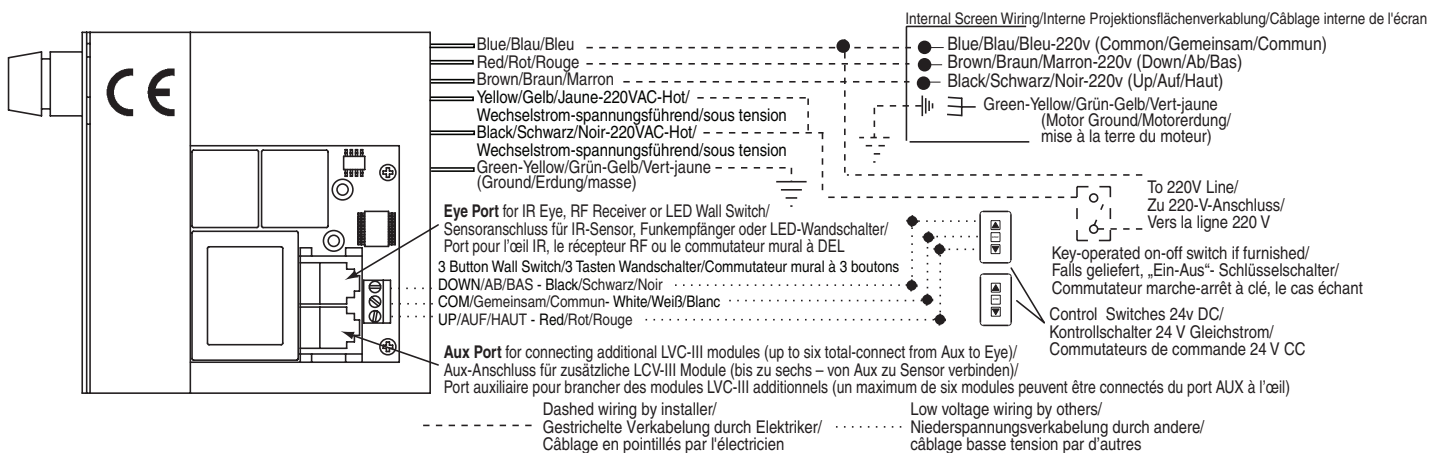 Internal Screen Wiring/Interne Projektionsflächenverkablung/Câblage interne de l'écran
CE
Blue/Blau/Bleu
Red/Rot/Rouge
Brown/Braun/Marron
Yellow/Gelb/Jaune-220VAC-Hot/
Wechselstrom-spannungsführend/sous tension
Black/Schwarz/Noir-220VAC-Hot/
Wechselstrom-spannungsführend/sous tension
Green-Yellow/Grün-Gelb/Vert-jaune
(Ground/Erdung/masse)
Blue/Blau/Bleu-220v (Common/Gemeinsam/Commun)
Brown/Braun/Marron-220v (Down/Ab/Bas)
Black/Schwarz/Noir-220v (Up/Auf/Haut)
Green-Yellow/Grün-Gelb/Vert-jaune
(Motor Ground/Motorerdung/
mise à la terre du moteur)
Eye Port for IR Eye, RF Receiver or LED Wall Switch/
Sensoranschluss für IR-Sensor, Funkempfänger oder LED-Wandschalter/
Port pour l'œil IR, le récepteur RF ou le commutateur mural à DEL
3 Button Wall Switch/3 Tasten Wandschalter/Commutateur mural à 3 boutons
DOWN/AB/BAS - Black/Schwarz/Noir
COM/Gemeinsam/Commun- White/Weiß/Blanc
UP/AUF/HAUT - Red/Rot/Rouge
To 220V Line/
Zu 220-V-Anschluss/
Vers la ligne 220 V
Key-operated on-off switch if furnished/
Falls geliefert, „Ein-Aus“- Schlüsselschalter/
Commutateur marche-arrêt à clé, le cas échant
Control Switches 24v DC/
Kontrollschalter 24 V Gleichstrom/
Commutateurs de commande 24 V CC
Aux Port for connecting additional LVC-III modules (up to six total-connect from Aux to Eye)/
Aux-Anschluss für zusätzliche LCV-III Module (bis zu sechs – von Aux zu Sensor verbinden)/
Port auxiliaire pour brancher des modules LVC-III additionnels (un maximum de six modules peuvent être connectés du port AUX à l'œil)
Dashed wiring by installer/
Gestrichelte Verkabelung durch Elektriker/
Câblage en pointillés par l'électricien
Low voltage wiring by others/
Niederspannungsverkabelung durch andere/
câblage basse tension par d'autres